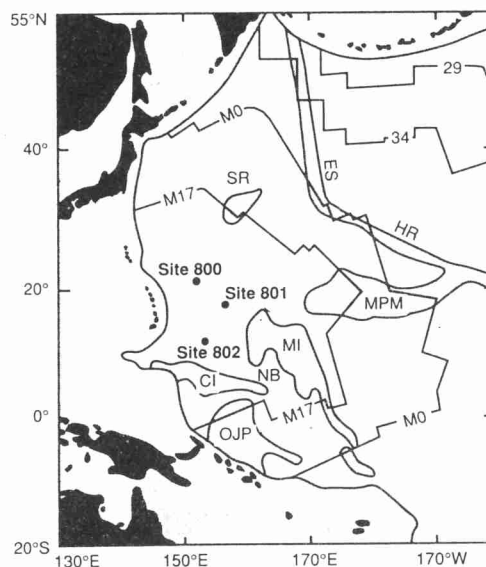 55°N
29
M0
34
40°
ES
SR
M17
HR
Site 800
20°
Site 801
MPM
Site 802
MI
CI
NB
M17
M0
0°
OJP
20°S
130°E
150°E
170°E
170°W